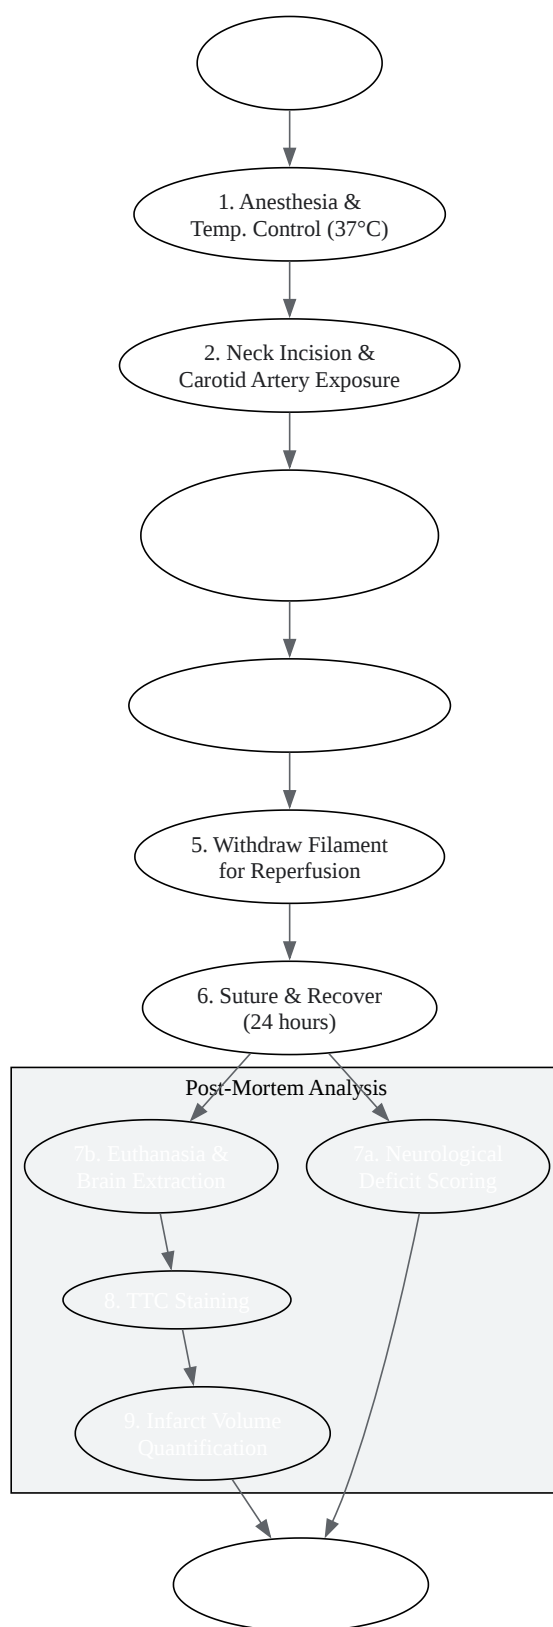 1. Anesthesia &
Temp. Control (37°C)
2. Neck Incision &
Carotid Artery Exposure
5. Withdraw Filament
for Reperfusion
6. Suture & Recover
(24 hours)
Post-Mortem Analysis
7b. Euthanasia &
Brain Extraction
7a. Neurological
Deficit Scoring
8. TTC Staining
9. Infarct Volume
Quantification